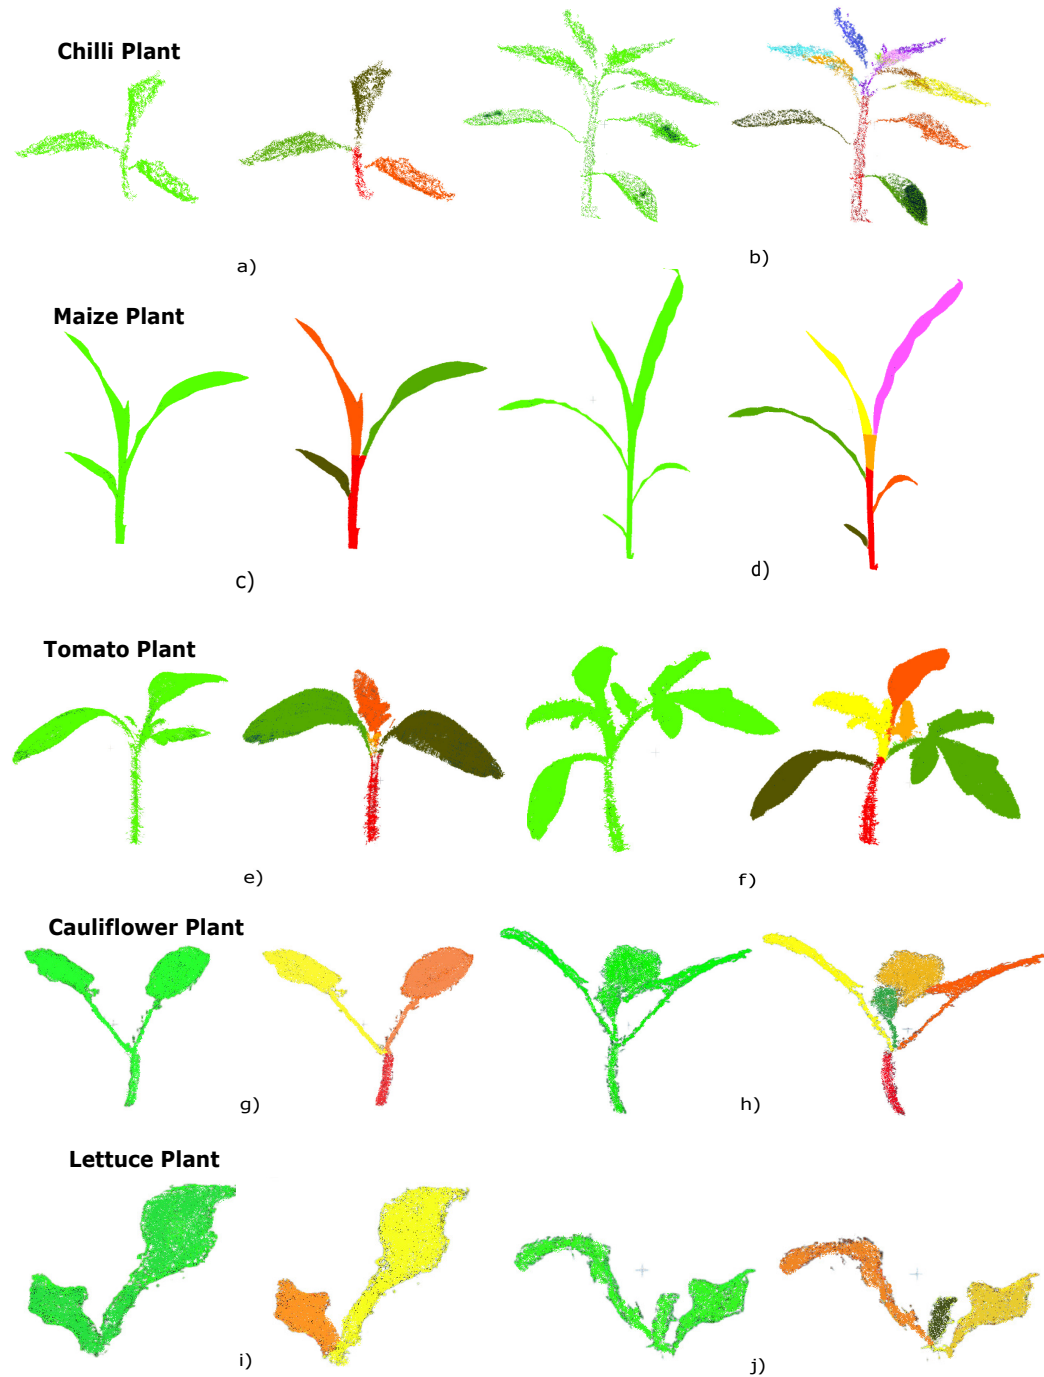 Chilli Plant
a)
b)
Maize Plant
c)
d)
Tomato Plant
e)
f)
Cauliflower Plant
g)
h)
Lettuce Plant
i)
j)